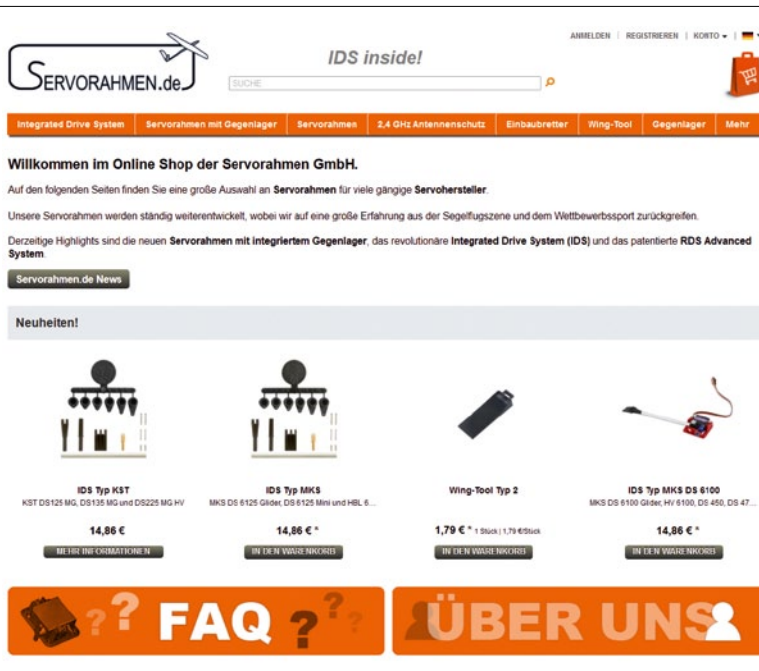 ANMELDEN | REGISTRIEREN | KONTO
SERVORAHMEN.de
IDS inside!
SUCHE
Integrated Drive System
Servorahmen mit Gegenlager
Servorahmen
2,4 GHz Antennenschutz
Einbaubretter
Wing-Tool
Gegenlager
Mehr
Willkommen im Online Shop der Servorahmen GmbH.
Auf den folgenden Seiten finden Sie eine große Auswahl an Servorahmen für viele gängige Servohersteller.
Unsere Servorahmen werden ständig weiterentwickelt, wobei wir auf eine große Erfahrung aus der Segelflugszene und dem Wettbewerbssport zurückgreifen.
Derzeitige Highlights sind die neuen Servorahmen mit integriertem Gegenlager, das revolutionäre Integrated Drive System (IDS) und das patentierte RDS Advanced
System.
Servorahmen.de News
Neuheiten!
IDS Typ KST
KST DS125 MG, DS135 MG und DS225 MG HV
14,86 €
MEHR INFORMATIONEN
IDS Typ MKS
MKS DS 6125 Glider, DS 6125 Mini und HBL 6...
14,86 € *
IN DEN WARENKORB
Wing-Tool Typ 2
1,79 € * 1 Stück | 1,79 €/Stück
IN DEN WARENKORB
IDS Typ MKS DS 6100
MKS DS 6100 Glider, HV 6100, DS 450, DS 47...
14,86 € *
IN DEN WARENKORB
?? FAQ ???
ÜBER UNS